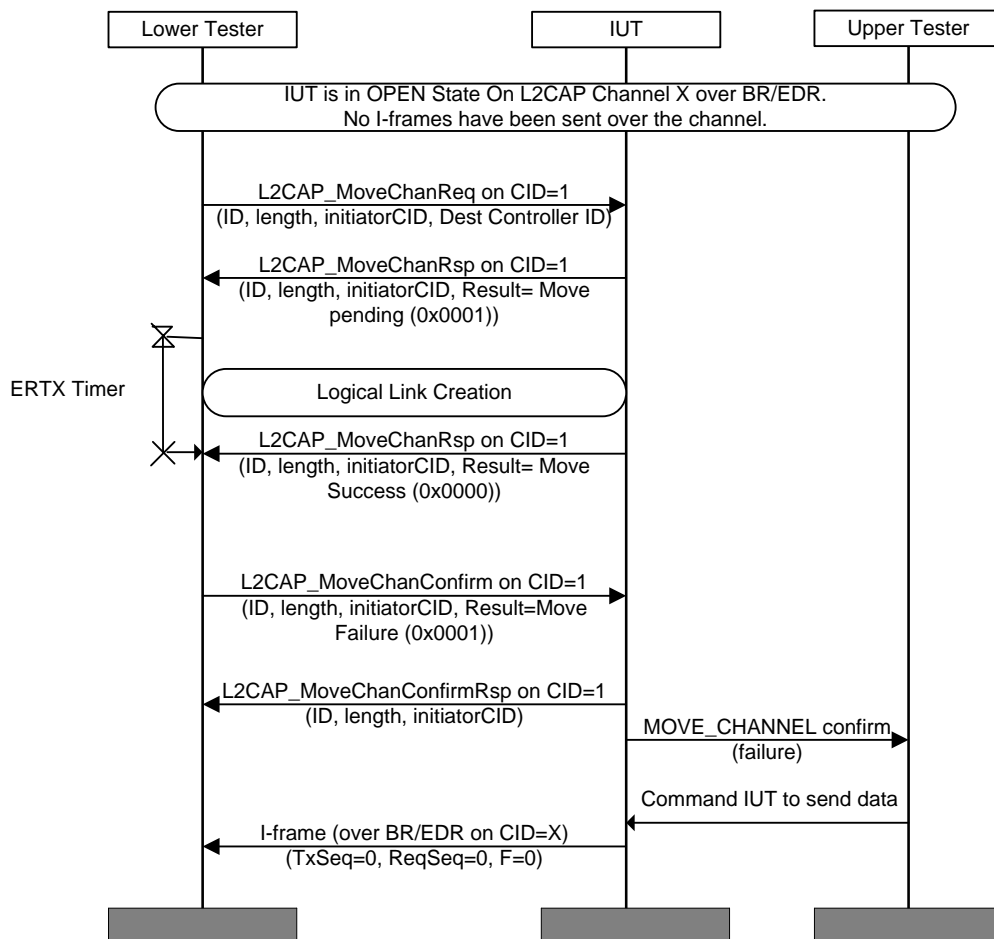 Lower Tester
IUT
Upper Tester
IUT is in OPEN State On L2CAP Channel X over BR/EDR.
No I-frames have been sent over the channel.
L2CAP_MoveChanReq on CID=1
(ID, length, initiatorCID, Dest Controller ID)
L2CAP_MoveChanRsp on CID=1
(ID, length, initiatorCID, Result= Move
pending (0x0001))
ERTX Timer
Logical Link Creation
L2CAP_MoveChanRsp on CID=1
(ID, length, initiatorCID, Result= Move
Success (0x0000))
L2CAP_MoveChanConfirm on CID=1
(ID, length, initiatorCID, Result=Move
Failure (0x0001))
L2CAP_MoveChanConfirmRsp on CID=1
(ID, length, initiatorCID)
MOVE_CHANNEL confirm
(failure)
Command IUT to send data
I-frame (over BR/EDR on CID=X)
(TxSeq=0, ReqSeq=0, F=0)